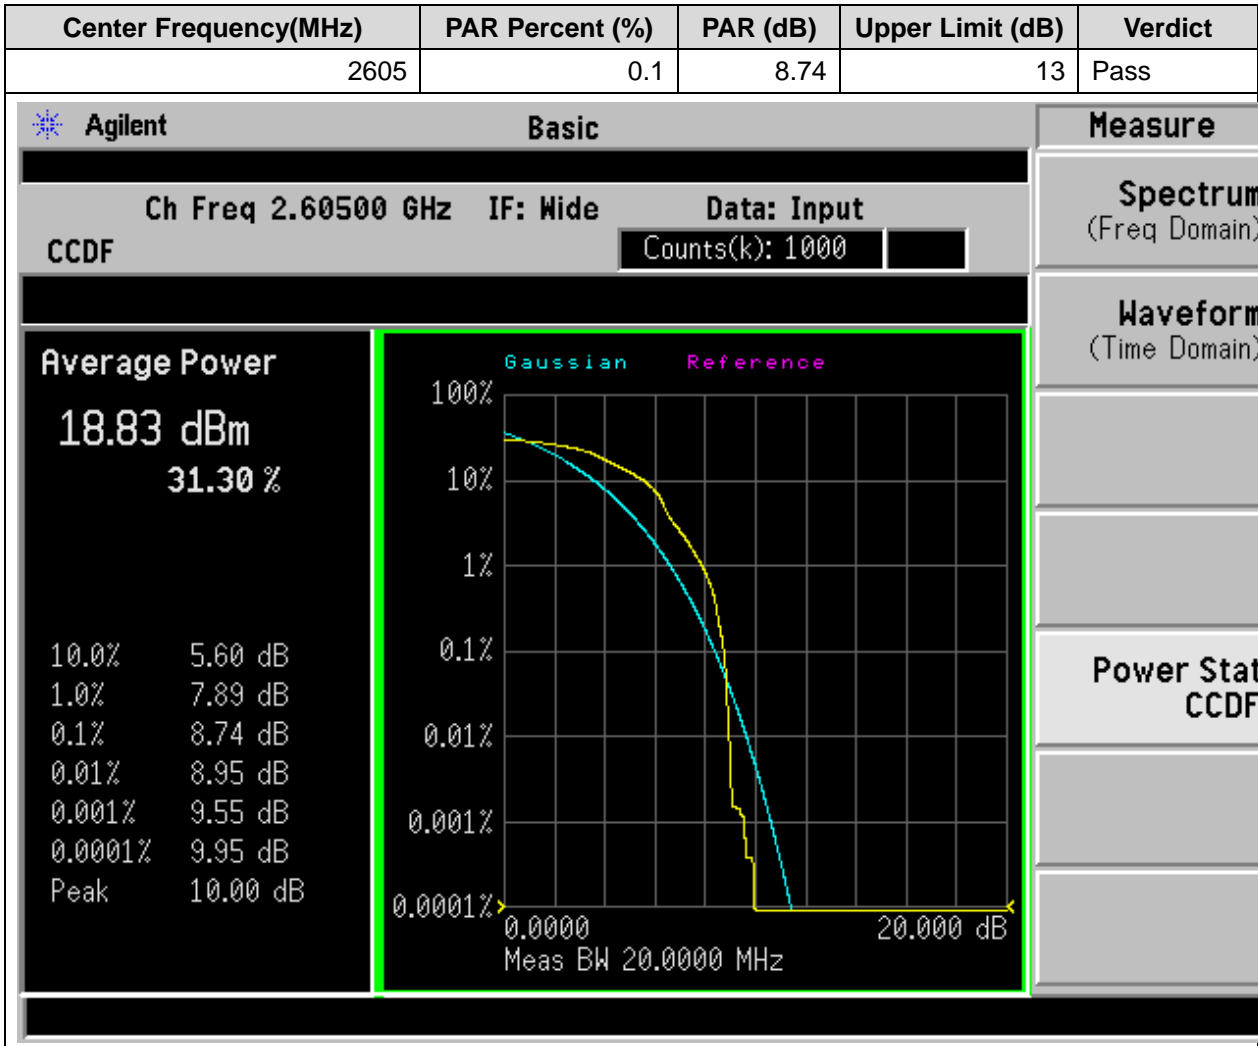 Center Frequency(MHz) PAR Percent (%) PAR (dB) Upper Limit (dB) Verdict
2605 0.1 8.74 13 Pass
Agilent Basic Measure
Ch Freq 2.60500 GHz IF: Wide Data: Input
CCDF Counts(k): 1000
Average Power
18.83 dBm
31.30 %
10.0% 5.60 dB
1.0% 7.89 dB
0.1% 8.74 dB
0.01% 8.95 dB
0.001% 9.55 dB
0.0001% 9.95 dB
Peak 10.00 dB
Gaussian Reference
100%
10%
1%
0.1%
0.01%
0.001%
0.0001%
0.0000 20.000 dB
Meas BW 20.0000 MHz
Spectrum
(Freq Domain)
Waveform
(Time Domain)
Power Stat
CCDF